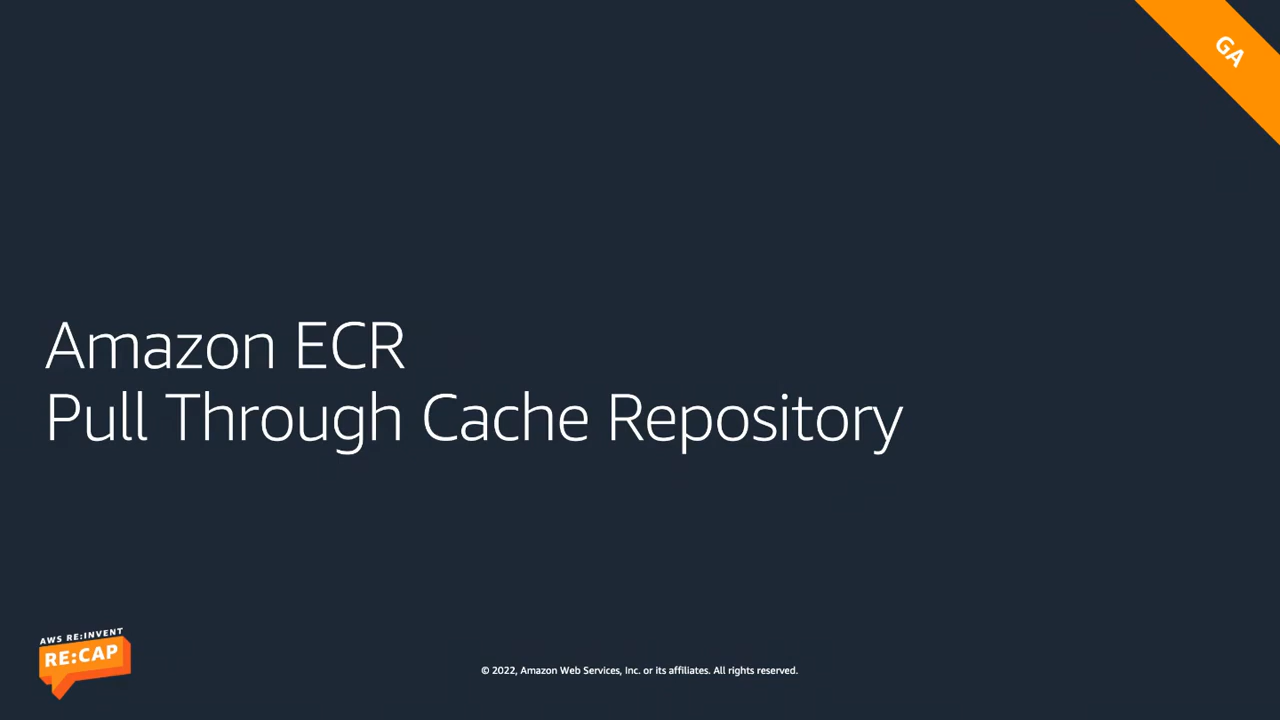 GA
Amazon ECR
Pull Through Cache Repository
AWS RE:INVENT
RE:CAP
© 2022, Amazon Web Services, Inc. or its affiliates. All rights reserved.